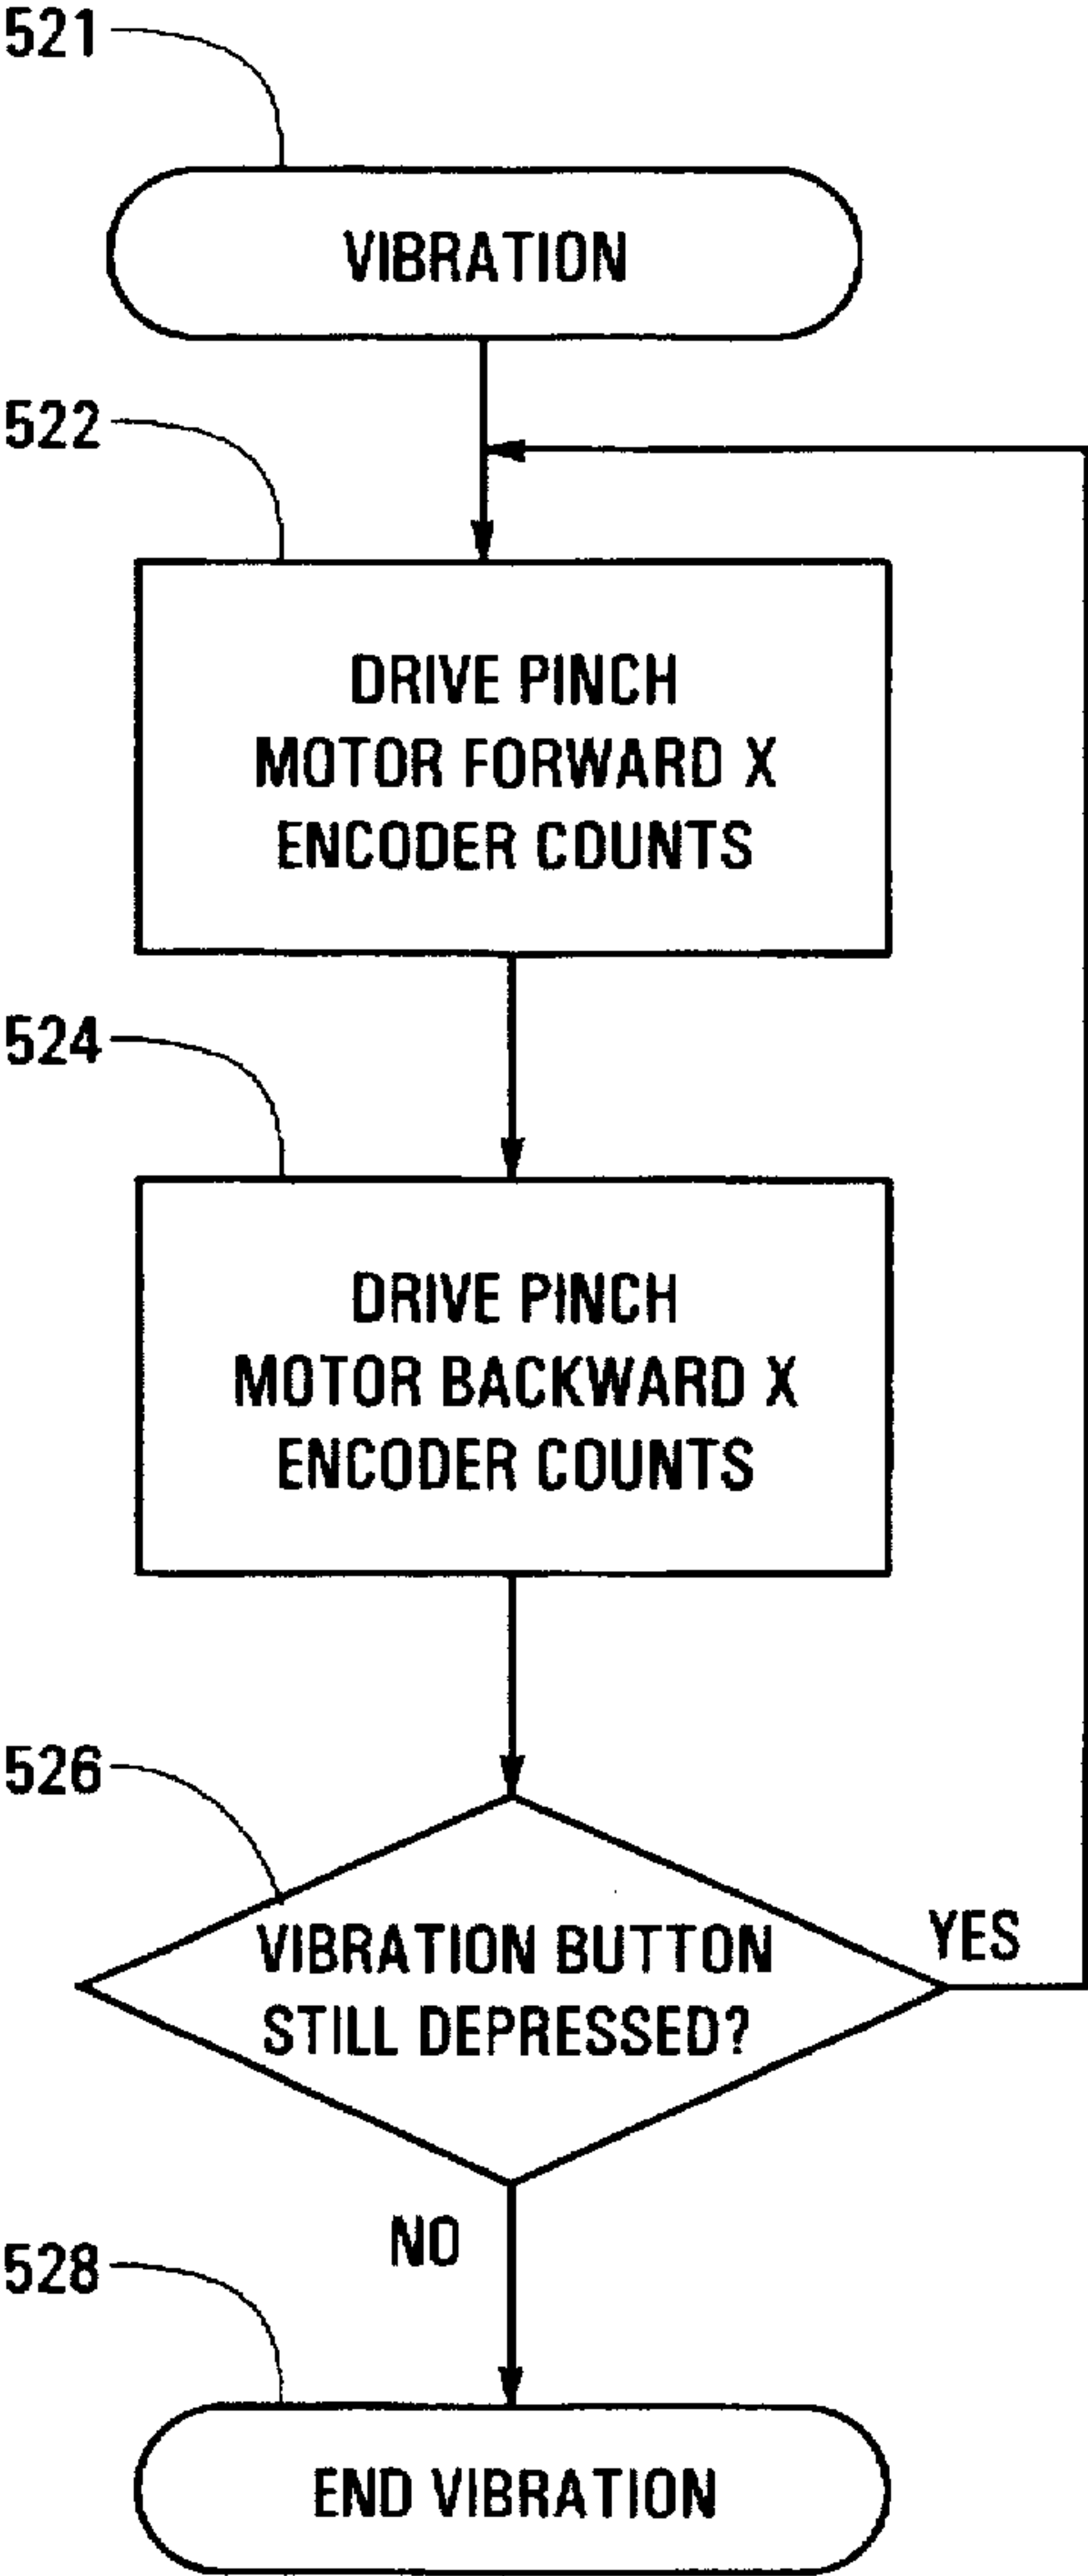 521
VIBRATION
522
DRIVE PINCH
MOTOR FORWARD X
ENCODER COUNTS
524
DRIVE PINCH
MOTOR BACKWARD X
ENCODER COUNTS
526
VIBRATION BUTTON
STILL DEPRESSED?
YES
NO
528
END VIBRATION